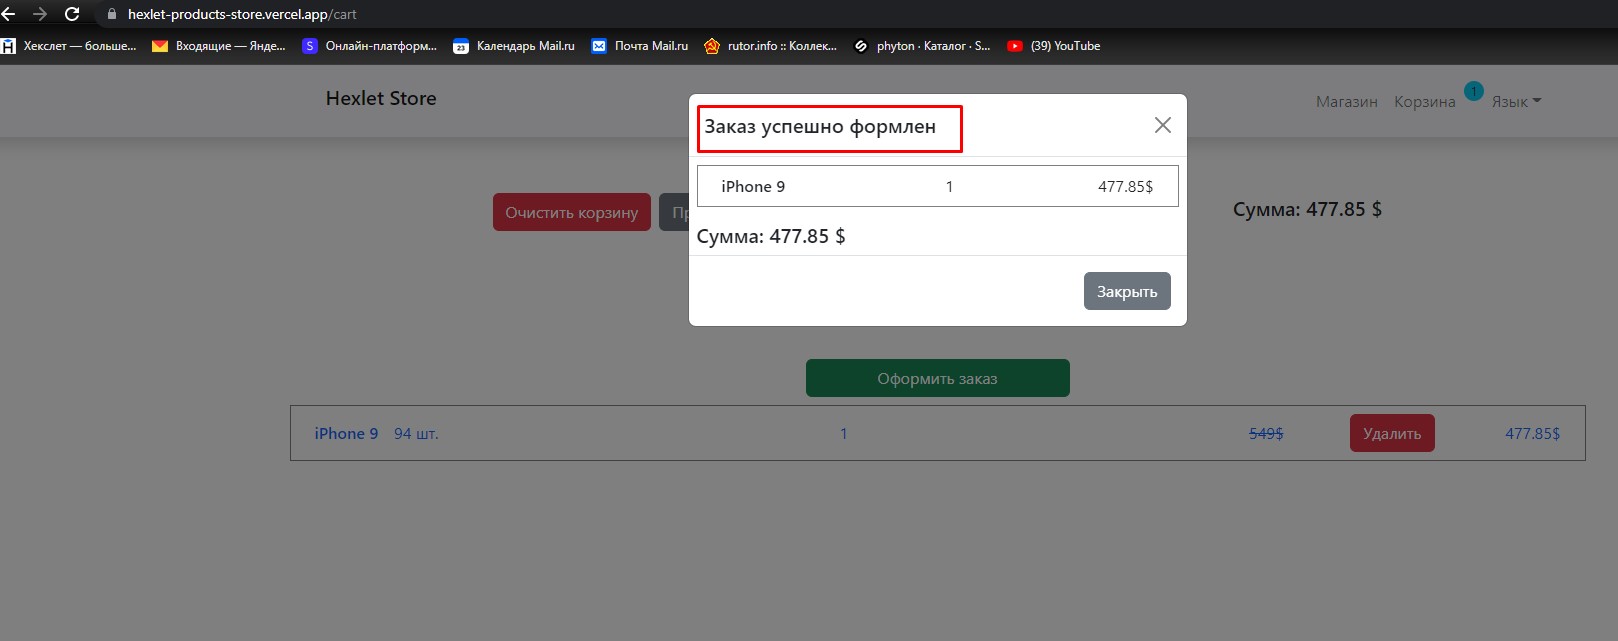 hexlet-products-store.vercel.app/cart
Хекслет — больше...
Входящие — Янде...
Онлайн-платформ...
23
Календарь Mail.ru
Почта Mail.ru
rutor.info :: Коллек...
phyton · Каталог · S...
(39) YouTube
Hexlet Store
Магазин
Корзина
1
Язык
Заказ успешно формлен
iPhone 9 1 477.85$
Сумма: 477.85 $
Закрыть
Очистить корзину
Пр
Сумма: 477.85 $
Оформить заказ
iPhone 9 94 шт. 1 549$ Удалить 477.85$